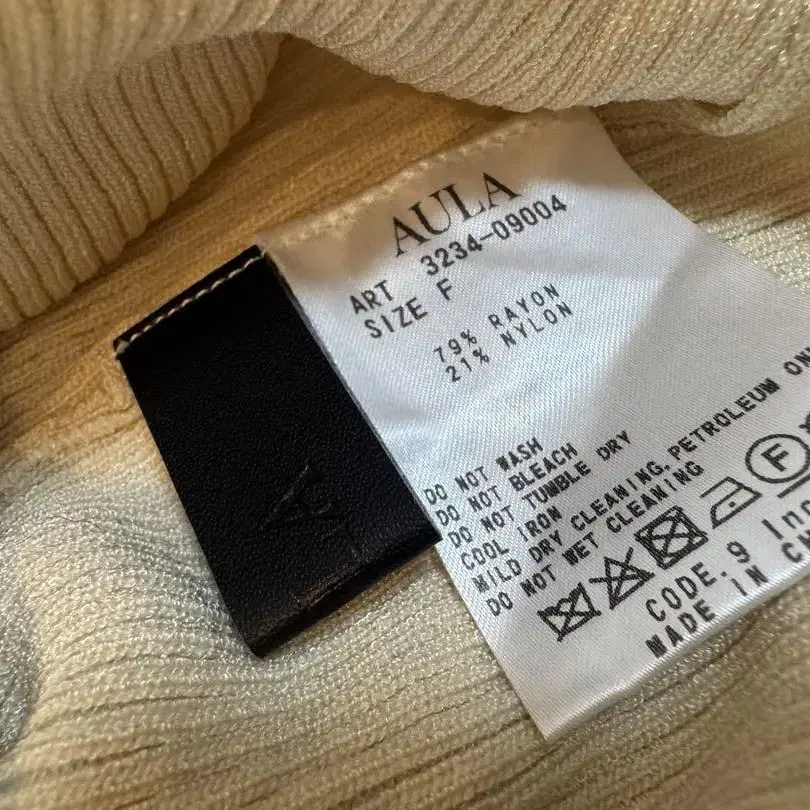 AULA
ART 3234-09004
SIZE F
79% RAYON
21% NYLON
DO NOT WASH
DO NOT BLEACH
DO NOT TUMBLE DRY
COOL IRON
MILD DRY CLEANING, PETROLEUM
DO NOT WET CLEANING
F
CODE.9
MADE IN